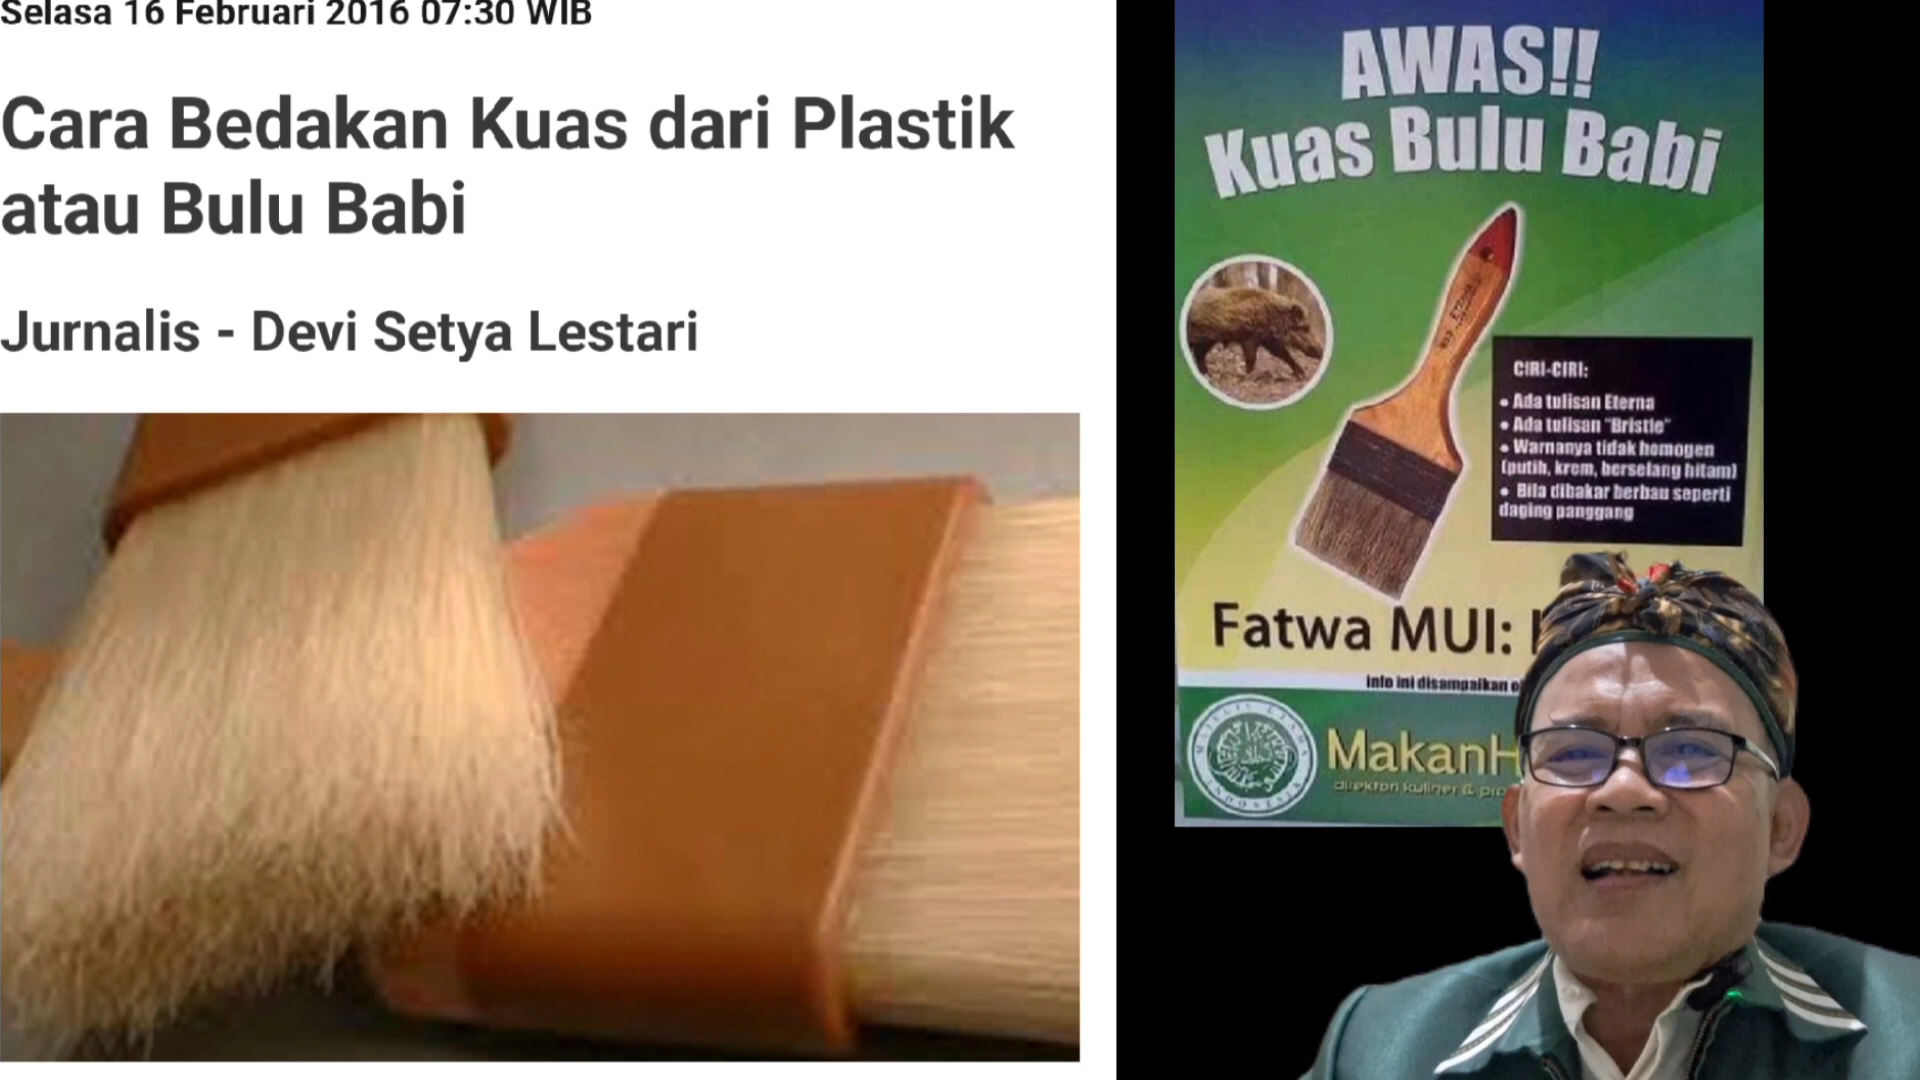 Selasa 16 Februari 2016 07:30 WIB
Cara Bedakan Kuas dari Plastik
atau Bulu Babi
Jurnalis - Devi Setya Lestari
AWAS!!
Kuas Bulu Babi
CIRI-CIRI:
• Ada tulisan Eterna
• Ada tulisan "Bristle"
• Warnanya tidak homogen
(putih, krem, berselang hitam)
• Bila dibakar berbau seperti
daging panggang
Fatwa MUI:
Info ini disampaikan
MakanH
direktori kuliner &